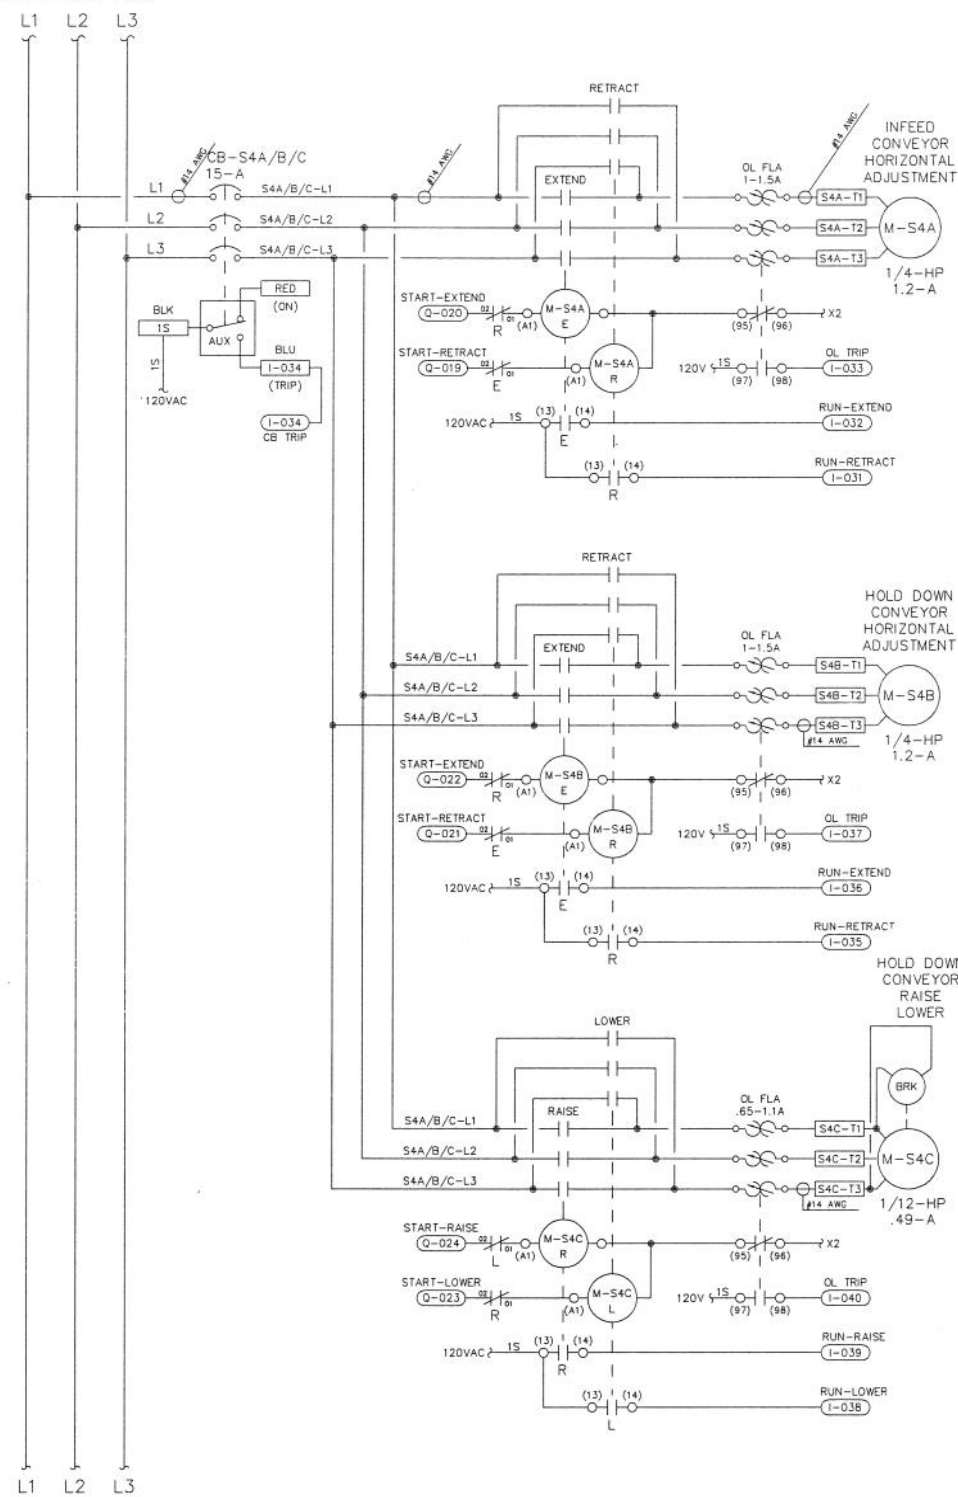 L1 L2 L3
RETRACT
#14 AWG
CB-S4A/B/C
15-A
#14 AWG
#14 AWG
INFEED
CONVEYOR
HORIZONTAL
ADJUSTMENT
EXTEND
OL FLA
1-1.5A
L1 S4A/B/C-L1 S4A-T1
L2 S4A/B/C-L2 S4A-T2 M-S4A
L3 S4A/B/C-L3 S4A-T3
1/4-HP
1.2-A
RED
(ON)
BLK
1S
AUX
BLU
I-034
(TRIP)
1S
120VAC
I-034
CB TRIP
START-EXTEND
Q-020 02 01 (A1) M-S4A E (95) (96) X2
R
START-RETRACT
Q-019 02 01 (A1) M-S4A R
E
120V 1S (97) (98) OL TRIP
I-033
120VAC 1S (13) (14) RUN-EXTEND
I-032
E
(13) (14) RUN-RETRACT
I-031
R
RETRACT
HOLD DOWN
CONVEYOR
HORIZONTAL
ADJUSTMENT
EXTEND
OL FLA
1-1.5A
S4A/B/C-L1 S4B-T1
S4A/B/C-L2 S4B-T2 M-S4B
S4A/B/C-L3 S4B-T3
#14 AWG
1/4-HP
1.2-A
START-EXTEND
Q-022 02 01 (A1) M-S4B E (95) (96) X2
R
START-RETRACT
Q-021 02 01 (A1) M-S4B R
E
120V 1S (97) (98) OL TRIP
I-037
120VAC 1S (13) (14) RUN-EXTEND
I-036
E
(13) (14) RUN-RETRACT
I-035
R
HOLD DOWN
CONVEYOR
RAISE
LOWER
LOWER
BRK
RAISE
OL FLA
.65-1.1A
S4A/B/C-L1 S4C-T1
S4A/B/C-L2 S4C-T2 M-S4C
S4A/B/C-L3 S4C-T3
#14 AWG
1/12-HP
.49-A
START-RAISE
Q-024 02 01 (A1) M-S4C R (95) (96) X2
L
START-LOWER
Q-023 02 01 (A1) M-S4C L
R
120V 1S (97) (98) OL TRIP
I-040
120VAC 1S (13) (14) RUN-RAISE
I-039
R
(13) (14) RUN-LOWER
I-038
L
L1 L2 L3